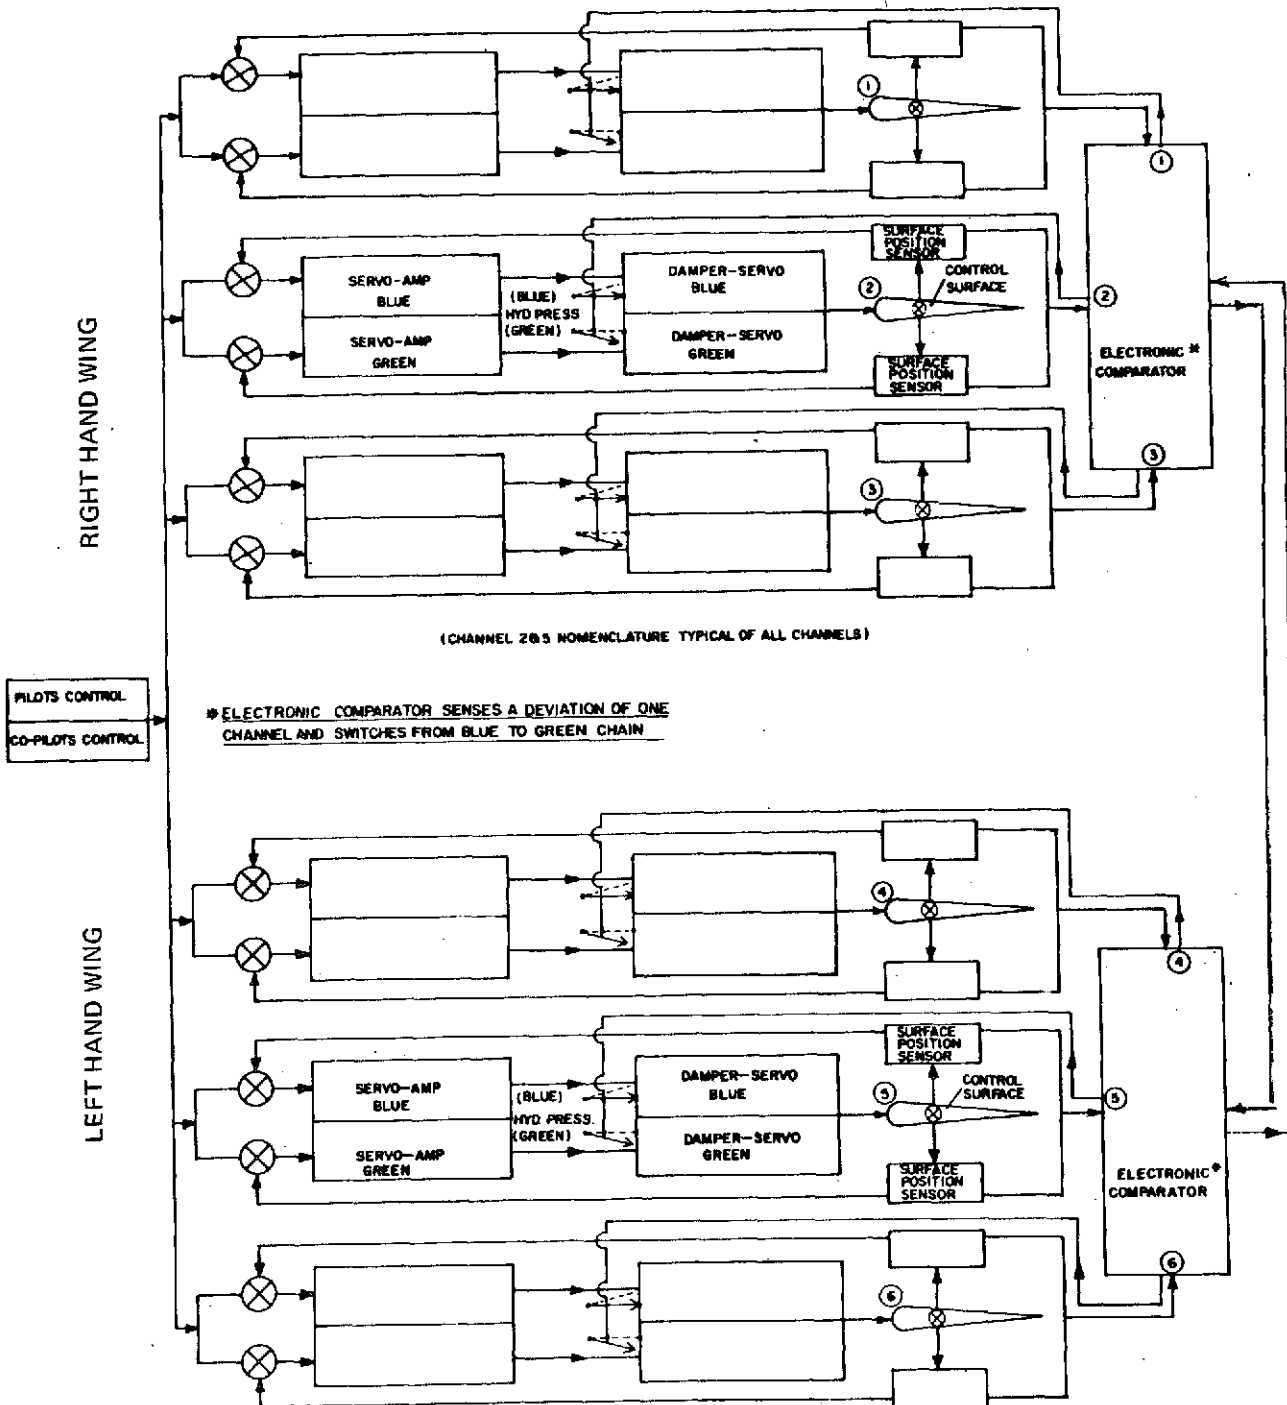 RIGHT HAND WING
①
①
SURFACE
POSITION
SENSOR
SERVO-AMP
BLUE
SERVO-AMP
GREEN
(BLUE)
HYD PRESS
(GREEN)
DAMPER-SERVO
BLUE
DAMPER-SERVO
GREEN
②
CONTROL
SURFACE
SURFACE
POSITION
SENSOR
②
ELECTRONIC *
COMPARATOR
③
③
(CHANNEL 2&5 NOMENCLATURE TYPICAL OF ALL CHANNELS)
PILOTS CONTROL
CO-PILOTS CONTROL
* ELECTRONIC COMPARATOR SENSES A DEVIATION OF ONE
CHANNEL AND SWITCHES FROM BLUE TO GREEN CHAIN
LEFT HAND WING
④
④
SURFACE
POSITION
SENSOR
SERVO-AMP
BLUE
SERVO-AMP
GREEN
(BLUE)
HYD PRESS.
(GREEN)
DAMPER-SERVO
BLUE
DAMPER-SERVO
GREEN
⑤
CONTROL
SURFACE
SURFACE
POSITION
SENSOR
⑤
ELECTRONIC *
COMPARATOR
⑥
⑥